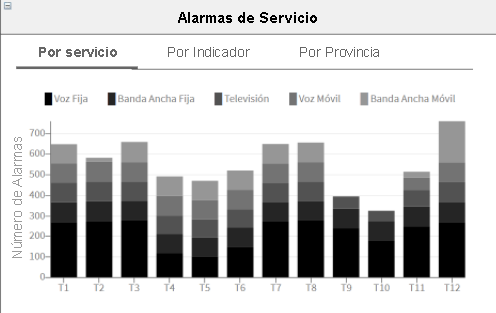 Alarmas de Servicio
Por servicio Por Indicador Por Provincia
Voz Fija Banda Ancha Fija Televisión Voz Móvil Banda Ancha Móvil
Número de Alarmas
700
600
500
400
300
200
100
0
T1 T2 T3 T4 T5 T6 T7 T8 T9 T10 T11 T12